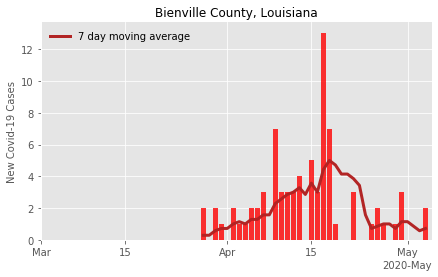 Bienville County, Louisiana
7 day moving average
New Covid-19 Cases
12
10
8
6
4
2
0
Mar
15
Apr
15
May
2020-May